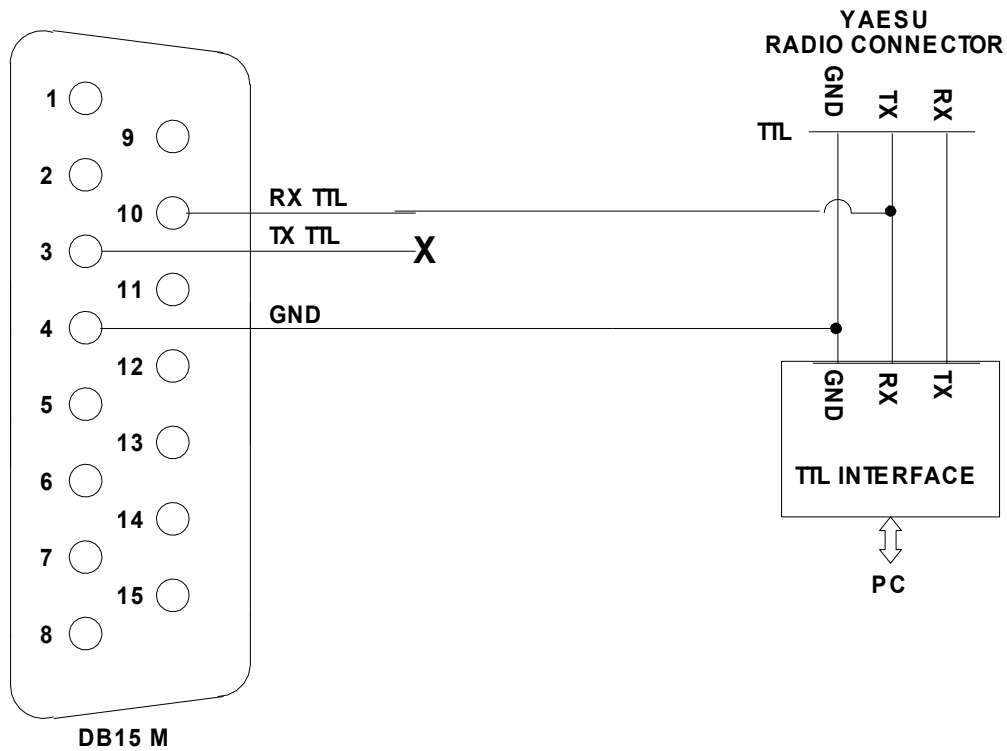 YAESU
RADIO CONNECTOR
GND TX RX
TTL
1
9
2
10 RX TTL
3 TX TTL X
11
4 GND
12
5
13
6
14
7
15
8
GND RX TX
TTL INTERFACE
PC
DB15 M